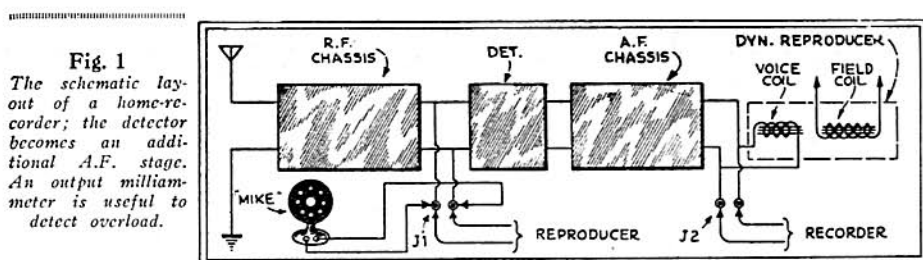 Fig. 1
The schematic lay-
out of a home-re-
corder; the detector
becomes an addi-
tional A.F. stage.
An output milliam-
meter is useful to
detect overload.
R.F.
CHASSIS
DET.
A.F.
CHASSIS
DYN. REPRODUCER
VOICE
COIL
FIELD
COIL
"MIKE"
J1
REPRODUCER
J2
RECORDER